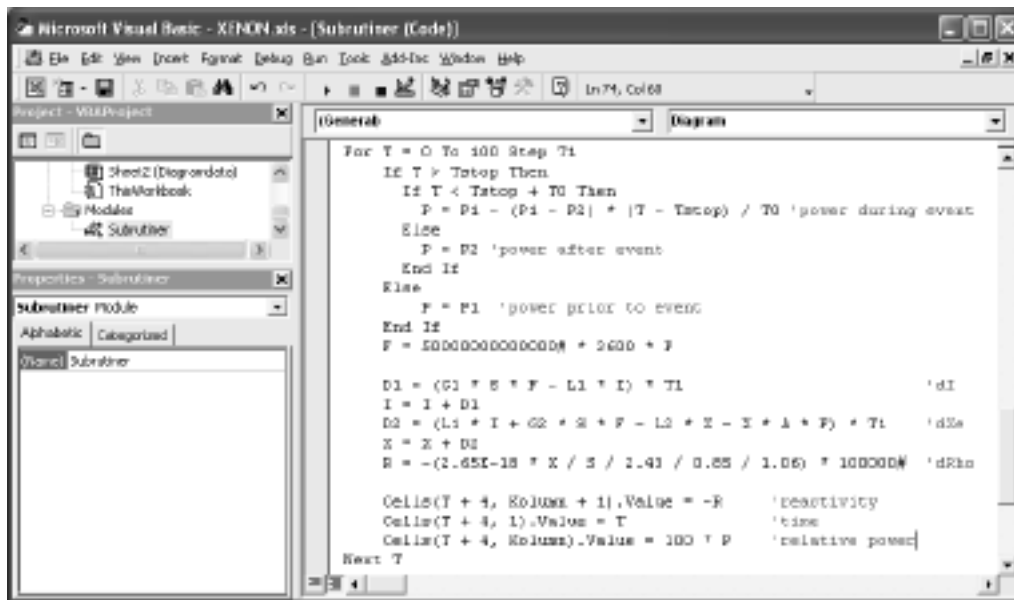 Microsoft Visual Basic - XENON.xls - [Subrutiner (Code)]
File Edit View Insert Format Debug Run Tools Add-Ins Window Help
Ln 74, Col 68
Project - VBAProject
Sheet2 (Diagramdata)
ThisWorkbook
Modules
Subrutiner
Properties - Subrutiner
Subrutiner Module
Alphabetic Categorized
(Name) Subrutiner
(General) Diagram
For T = 0 To 100 Step T1
If T > Tstop Then
If T < Tstop + T0 Then
P = P1 - (P1 - P2) * (T - Tstop) / T0 'power during event
Else
P = P2 'power after event
End If
Else
P = P1 'power prior to event
End If
F = 50000000000000# * 3600 * P
D1 = (G1 * S * F - L1 * I) * T1 'dI
I = I + D1
D2 = (L1 * I + G2 * S * F - L2 * X - X * A * F) * T1 'dXe
X = X + D2
R = -(2.65E-18 * X / S / 2.43 / 0.85 / 1.06) * 100000# 'dRho
Cells(T + 4, Kolumn + 1).Value = -R 'reactivity
Cells(T + 4, 1).Value = T 'time
Cells(T + 4, Kolumn).Value = 100 * P 'relative power
Next T